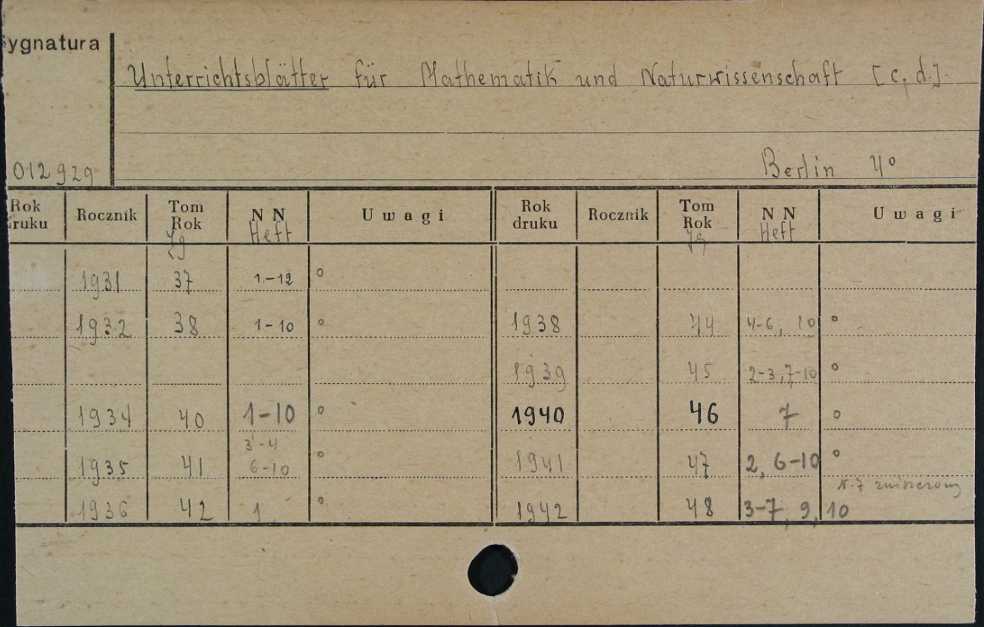 Sygnatura
Unterrichtsblätter für Mathematik und Naturwissenschaft [c.d.].
012929
Berlin 4°
Rok druku Rocznik Tom Rok Jg N N Heft Uwagi Rok druku Rocznik Tom Rok Jg N N Heft Uwagi
1931 37 1-12 °
1932 38 1-10 ° 1938 44 4-6, 10 °
1939 45 2-3, 7-10 °
1934 40 1-10 ° 1940 46 7 °
1935 41 3-4 6-10 ° 1941 47 2, 6-10 °
N-7 zniszczony
1936 42 1 ° 1942 48 3-7, 9, 10